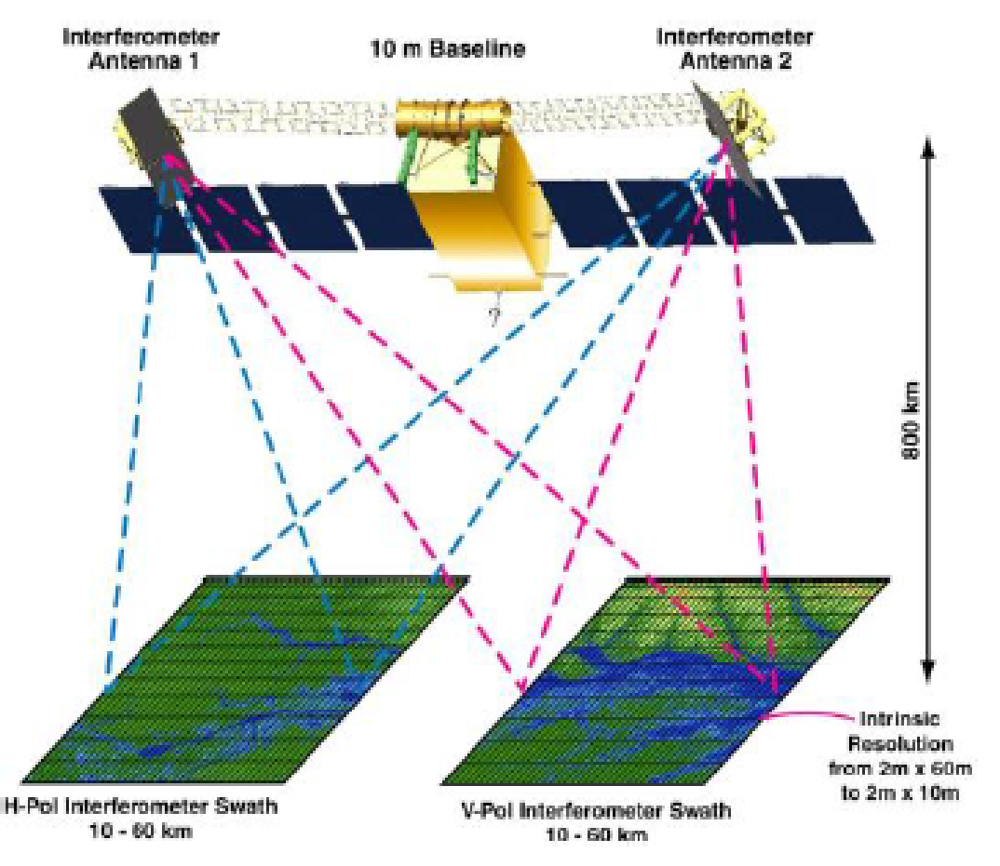 Interferometer
Antenna 1
10 m Baseline
Interferometer
Antenna 2
?
800 km
Intrinsic
Resolution
from 2m x 60m
to 2m x 10m
H-Pol Interferometer Swath
10 - 60 km
V-Pol Interferometer Swath
10 - 60 km